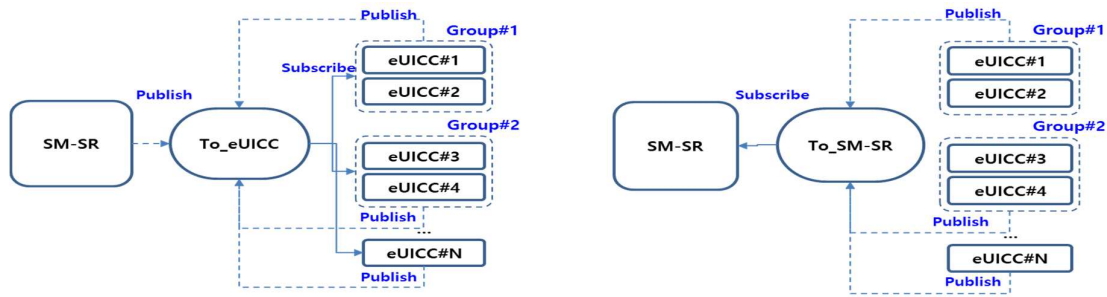 Publish
Group#1
eUICC#1
Subscribe
eUICC#2
Publish
SM-SR
To_eUICC
Group#2
eUICC#3
eUICC#4
Publish
...
eUICC#N
Publish
Publish
Group#1
eUICC#1
Subscribe
eUICC#2
SM-SR
To_SM-SR
Group#2
eUICC#3
eUICC#4
Publish
...
eUICC#N
Publish